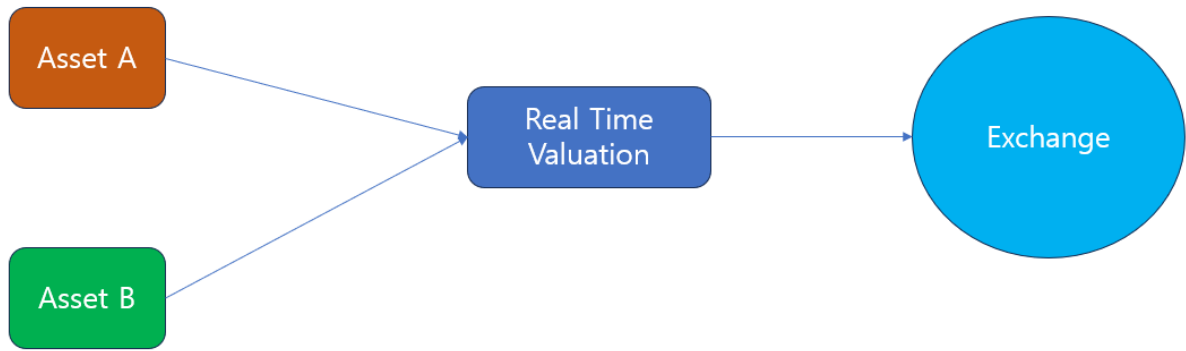 Asset A
Real Time
Valuation
Exchange
Asset B